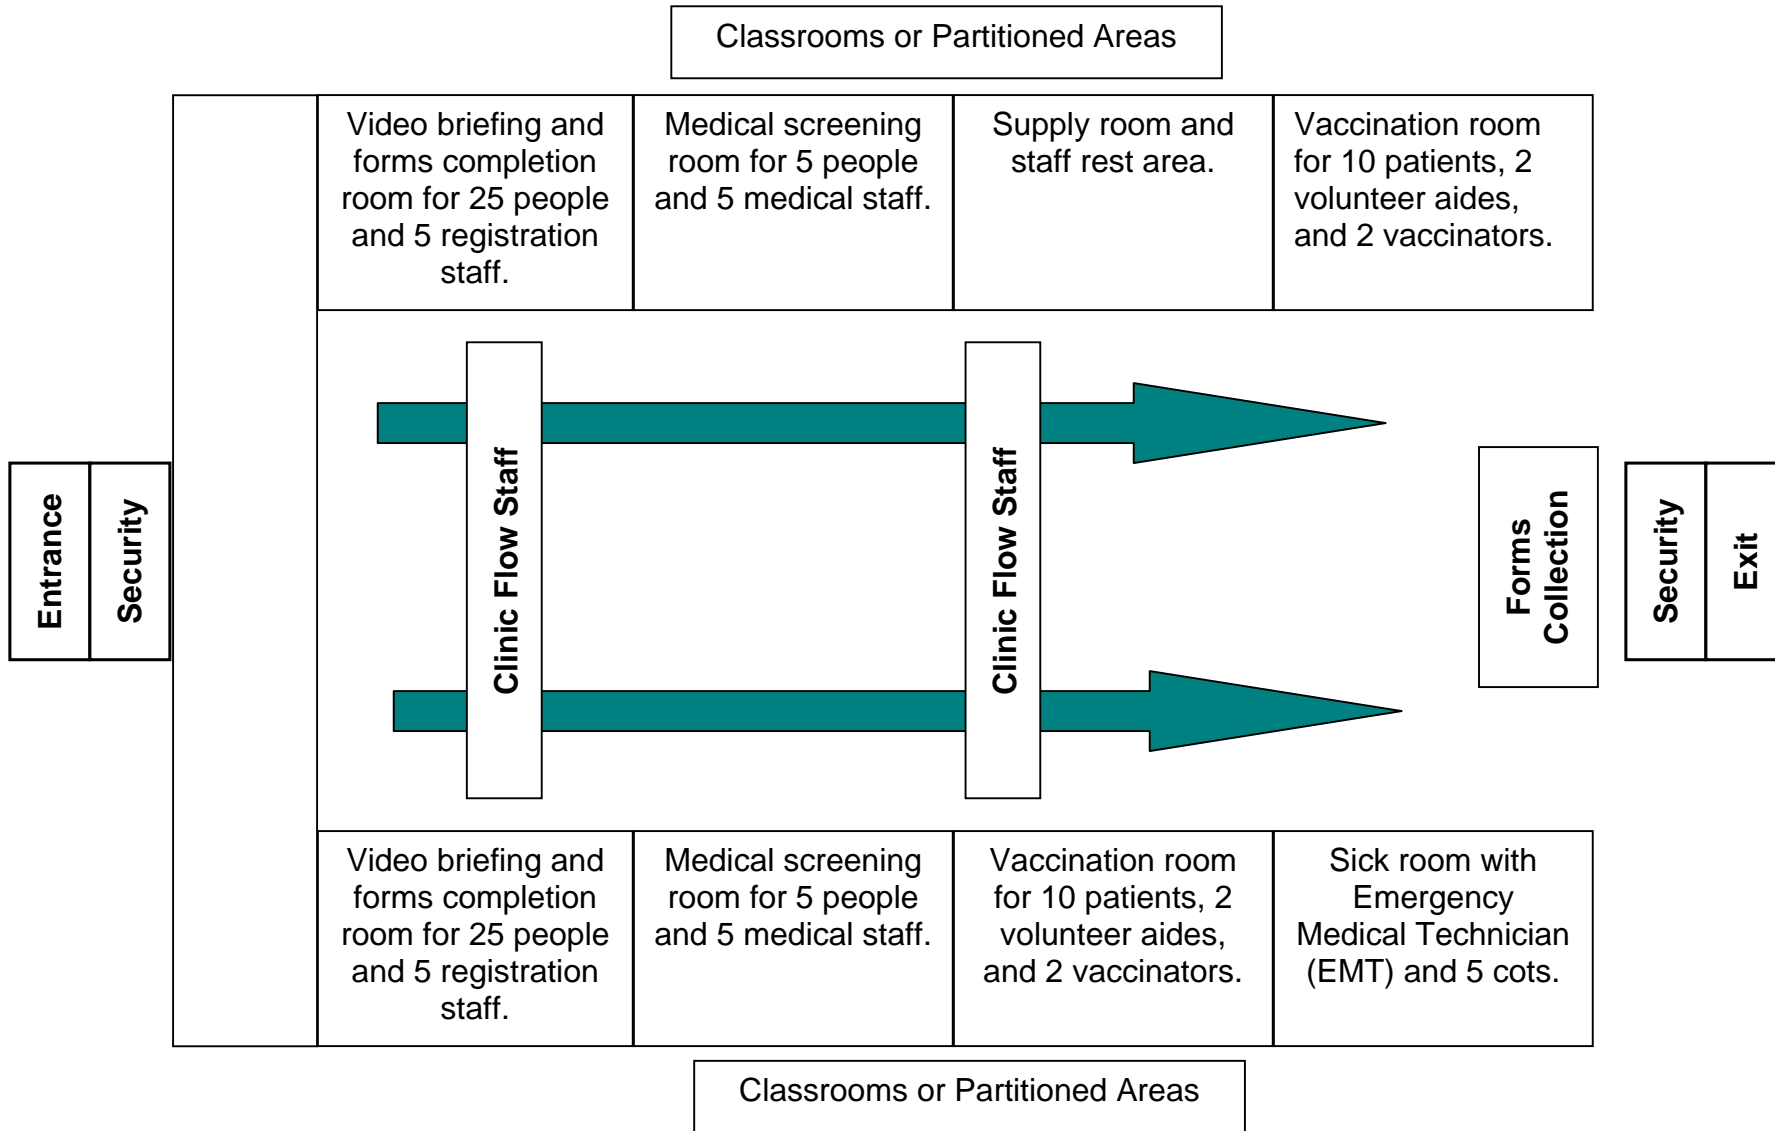 Classrooms or Partitioned Areas
Video briefing and
forms completion
room for 25 people
and 5 registration
staff.
Medical screening
room for 5 people
and 5 medical staff.
Supply room and
staff rest area.
Vaccination room
for 10 patients, 2
volunteer aides,
and 2 vaccinators.
Entrance
Security
Clinic Flow Staff
Clinic Flow Staff
Forms
Collection
Security
Exit
Video briefing and
forms completion
room for 25 people
and 5 registration
staff.
Medical screening
room for 5 people
and 5 medical staff.
Vaccination room
for 10 patients, 2
volunteer aides,
and 2 vaccinators.
Sick room with
Emergency
Medical Technician
(EMT) and 5 cots.
Classrooms or Partitioned Areas